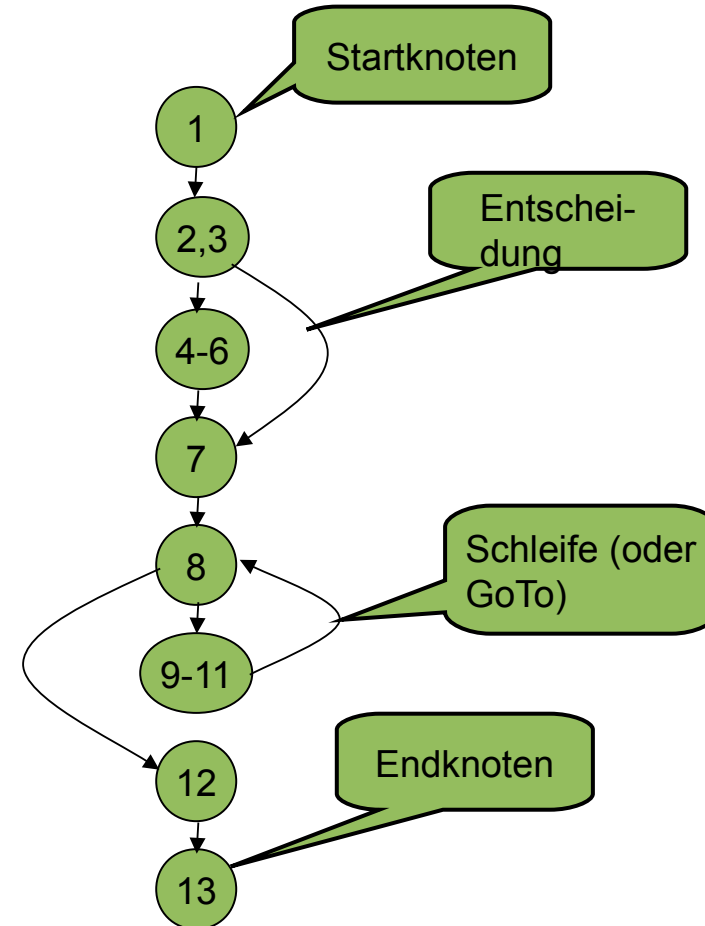 Startknoten
1
2,3
Entschei-
dung
4-6
7
8
Schleife (oder
GoTo)
9-11
12
Endknoten
13